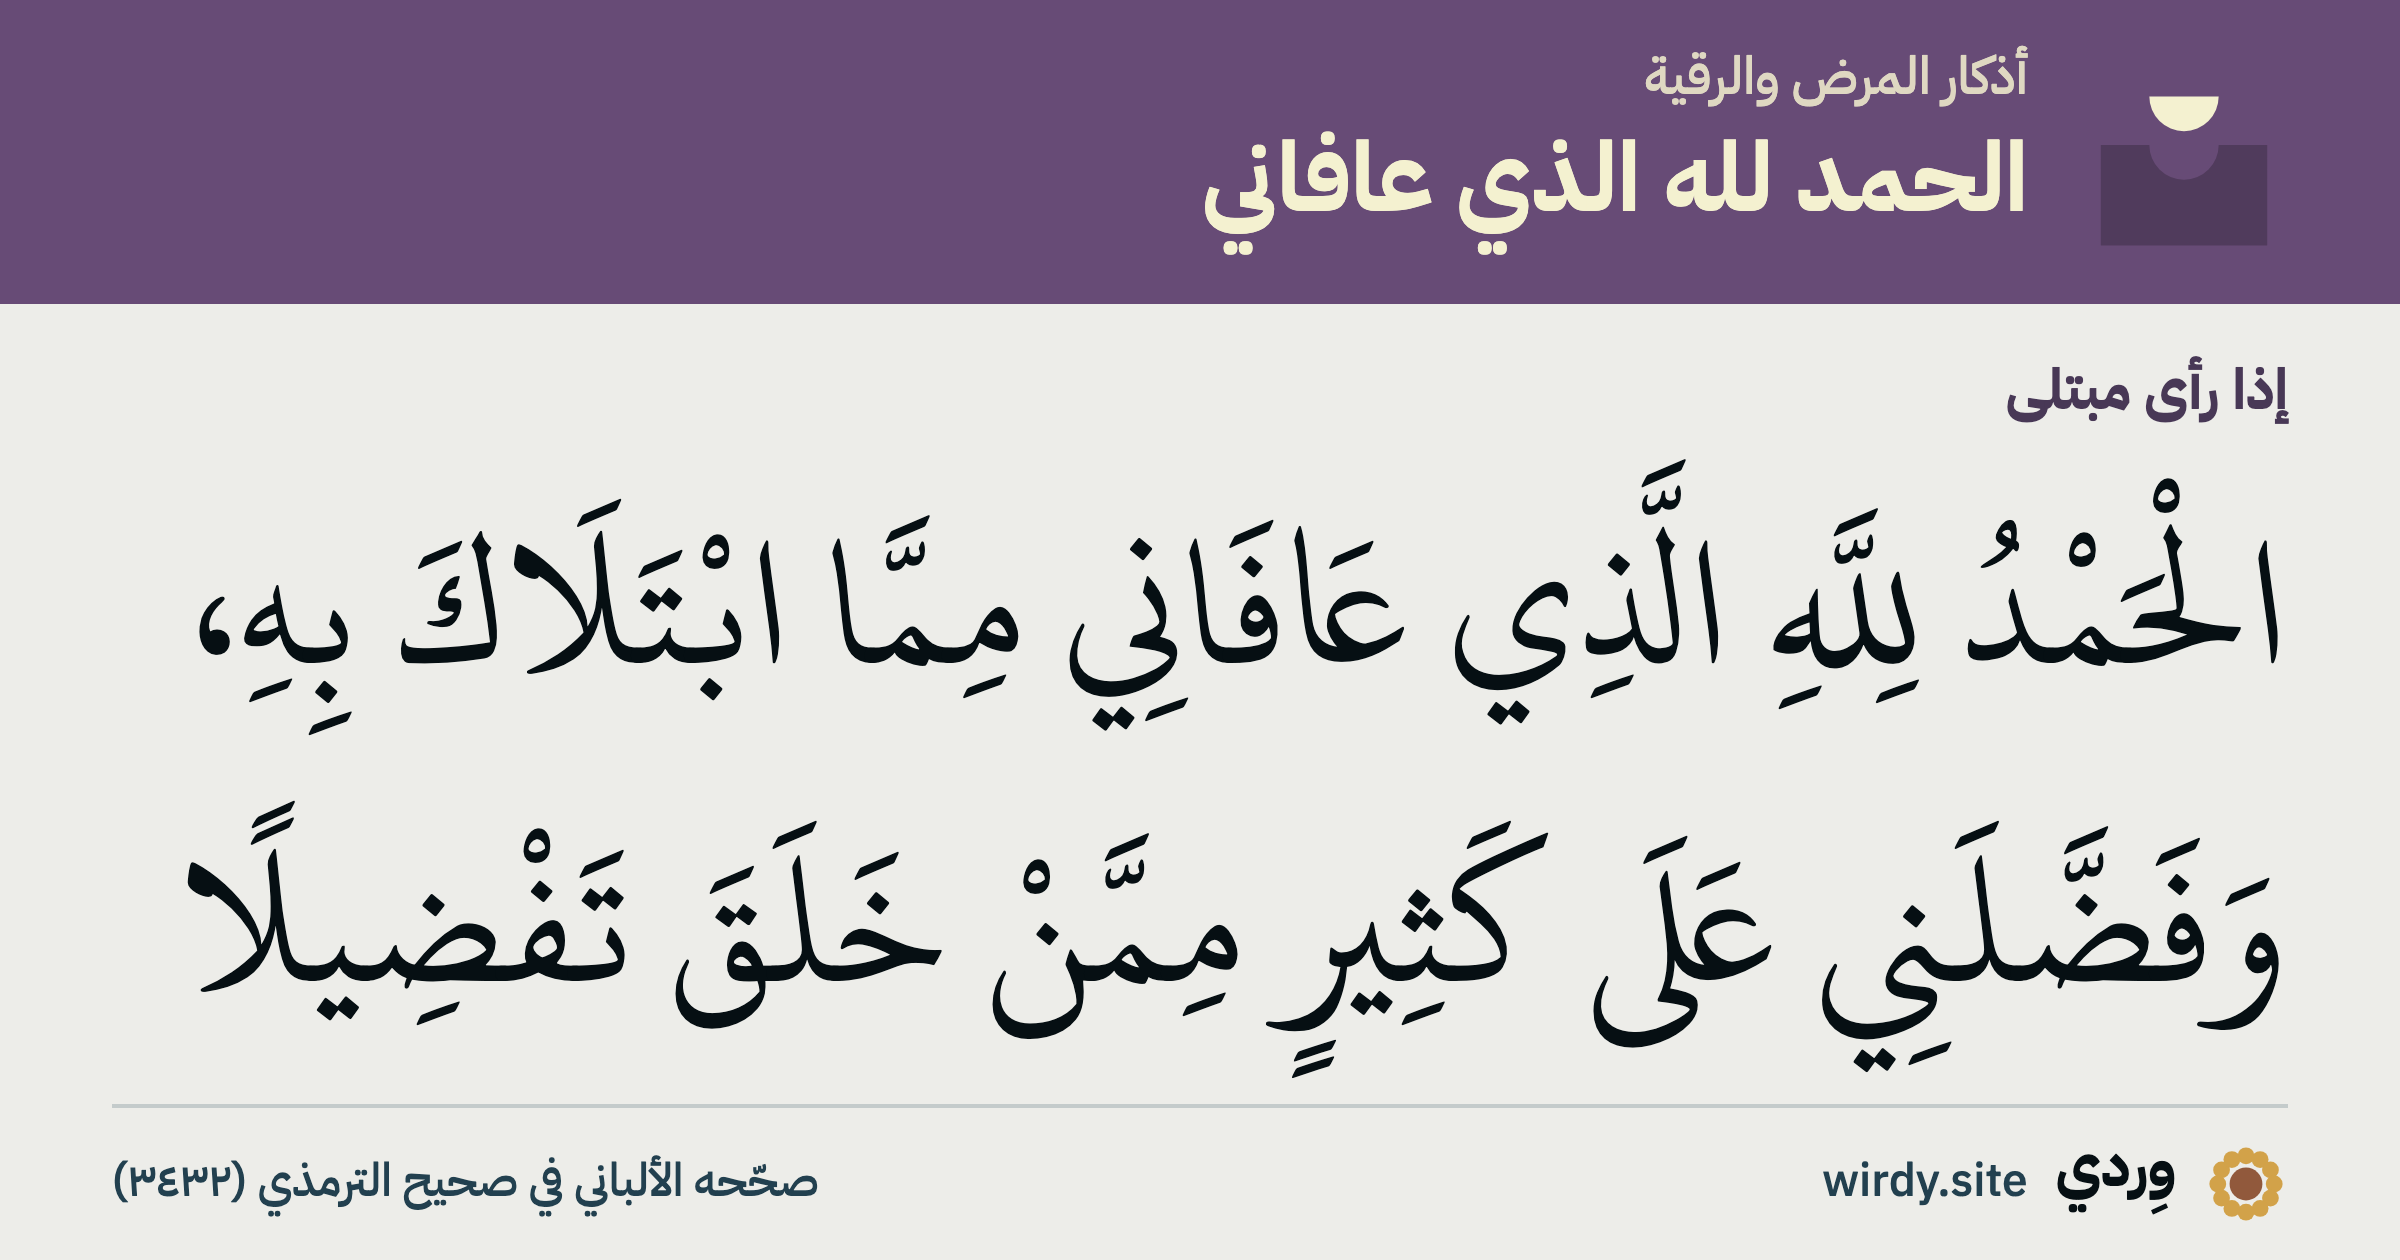 أذكار المرض والرقية
الحمد لله الذي عافاني
إذا رأى مبتلى
الْحَمْدُ لِلَّهِ الَّذِي عَافَانِي مِمَّا ابْتَلَاكَ بِهِ،
وَفَضَّلَنِي عَلَى كَثِيرٍ مِمَّنْ خَلَقَ تَفْضِيلًا
وِردي wirdy.site
صحّحه الألباني في صحيح الترمذي (٣٤٣٢)